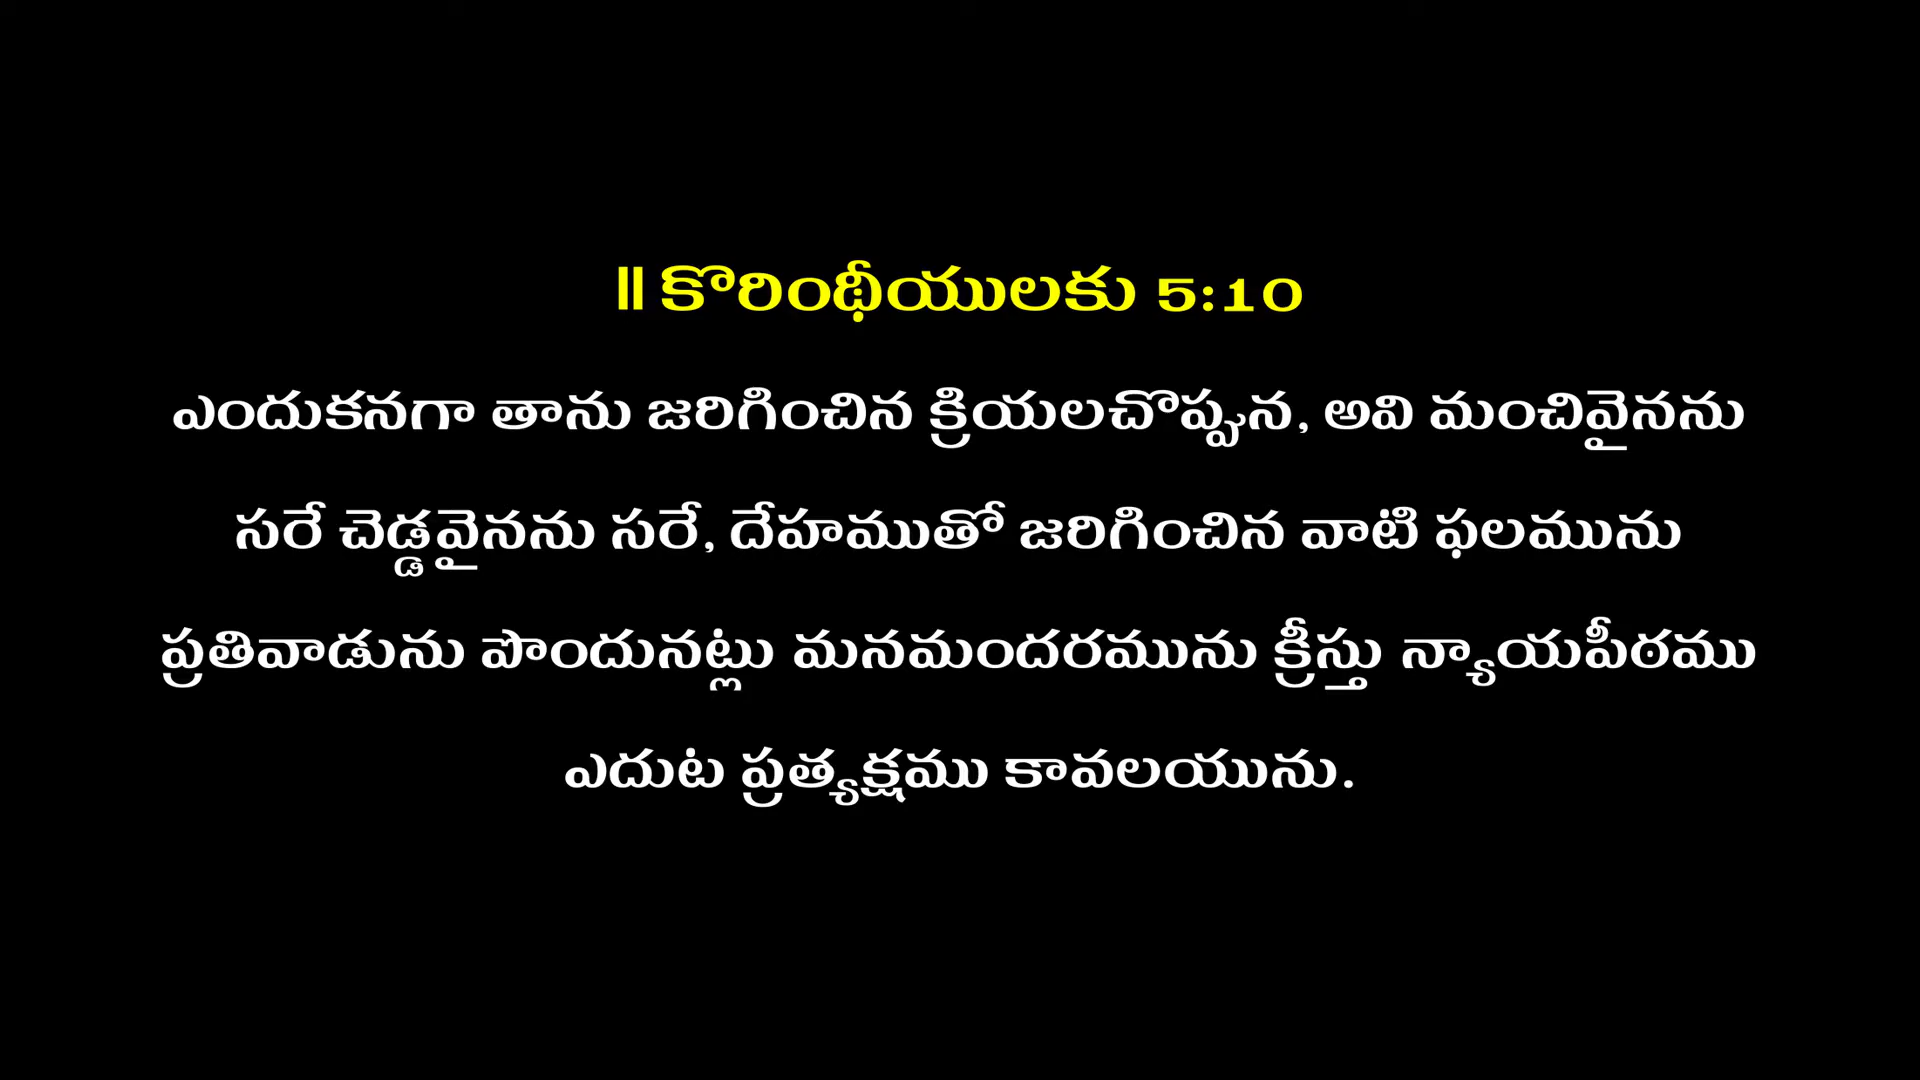 II కొరింథీయులకు 5:10
ఎందుకనగా తాను జరిగించిన క్రియలచొప్పున, అవి మంచివైనను
సరే చెడ్డవైనను సరే, దేహముతో జరిగించిన వాటి ఫలమును
ప్రతివాడును పొందునట్లు మనమందరమును క్రీస్తు న్యాయపీఠము
ఎదుట ప్రత్యక్షము కావలయును.